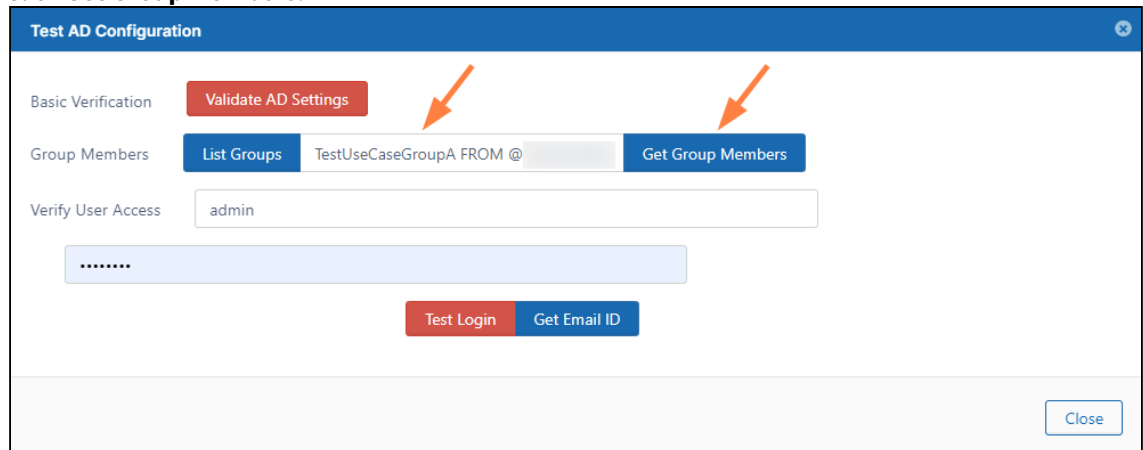 Test AD Configuration
Basic Verification Validate AD Settings
Group Members List Groups TestUseCaseGroupA FROM @ Get Group Members
Verify User Access admin
••••••••
Test Login Get Email ID
Close